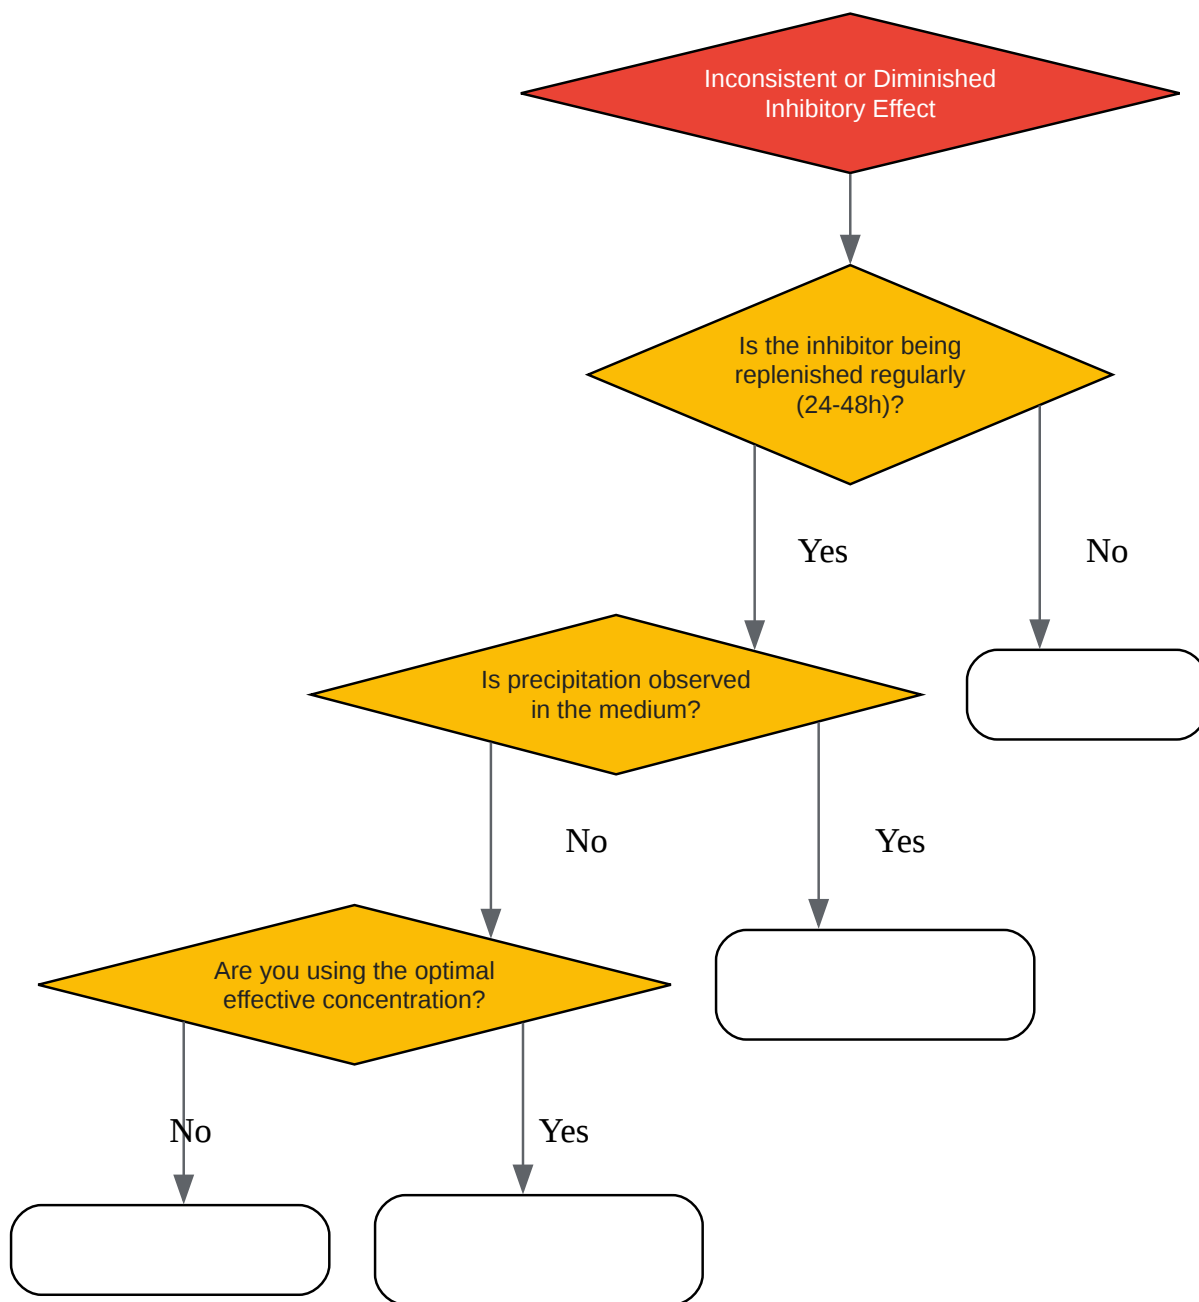 Inconsistent or Diminished
Inhibitory Effect
Is the inhibitor being
replenished regularly
(24-48h)?
Yes
No
Is precipitation observed
in the medium?
No
Yes
Are you using the optimal
effective concentration?
No
Yes